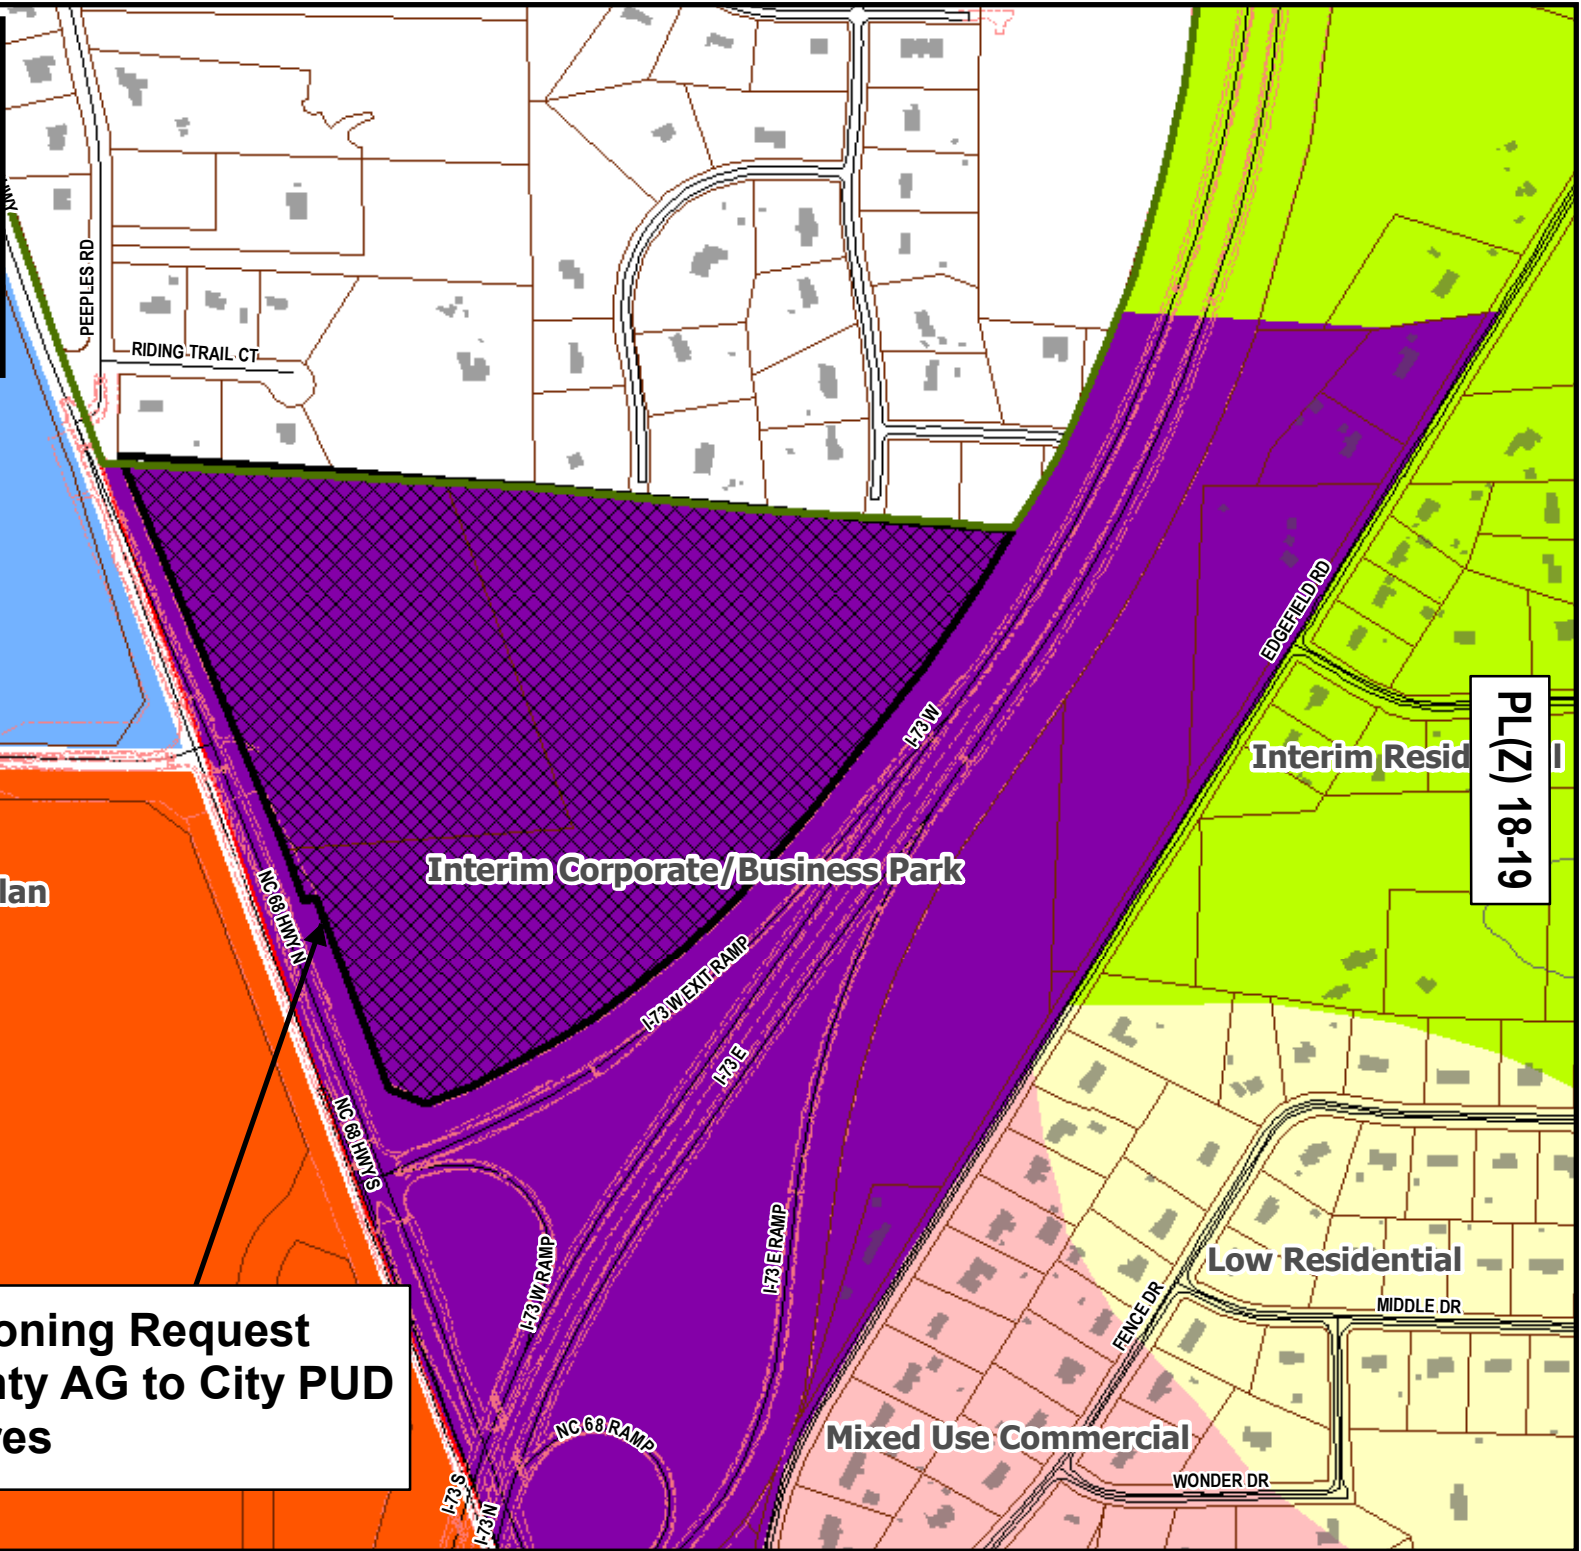 PEEPLES RD
RIDING TRAIL CT
EDGEFIELD RD
I-73 W
Interim Resid
l
PL(Z) 18-19
Interim Corporate/Business Park
lan
NC 68 HWY N
I-73 W EXIT RAMP
I-73 E
NC 68 HWY S
I-73 W RAMP
I-73 E RAMP
Low Residential
FENCE DR
MIDDLE DR
oning Request
nty AG to City PUD
res
NC 68 RAMP
Mixed Use Commercial
WONDER DR
I-73 S
I-73 N